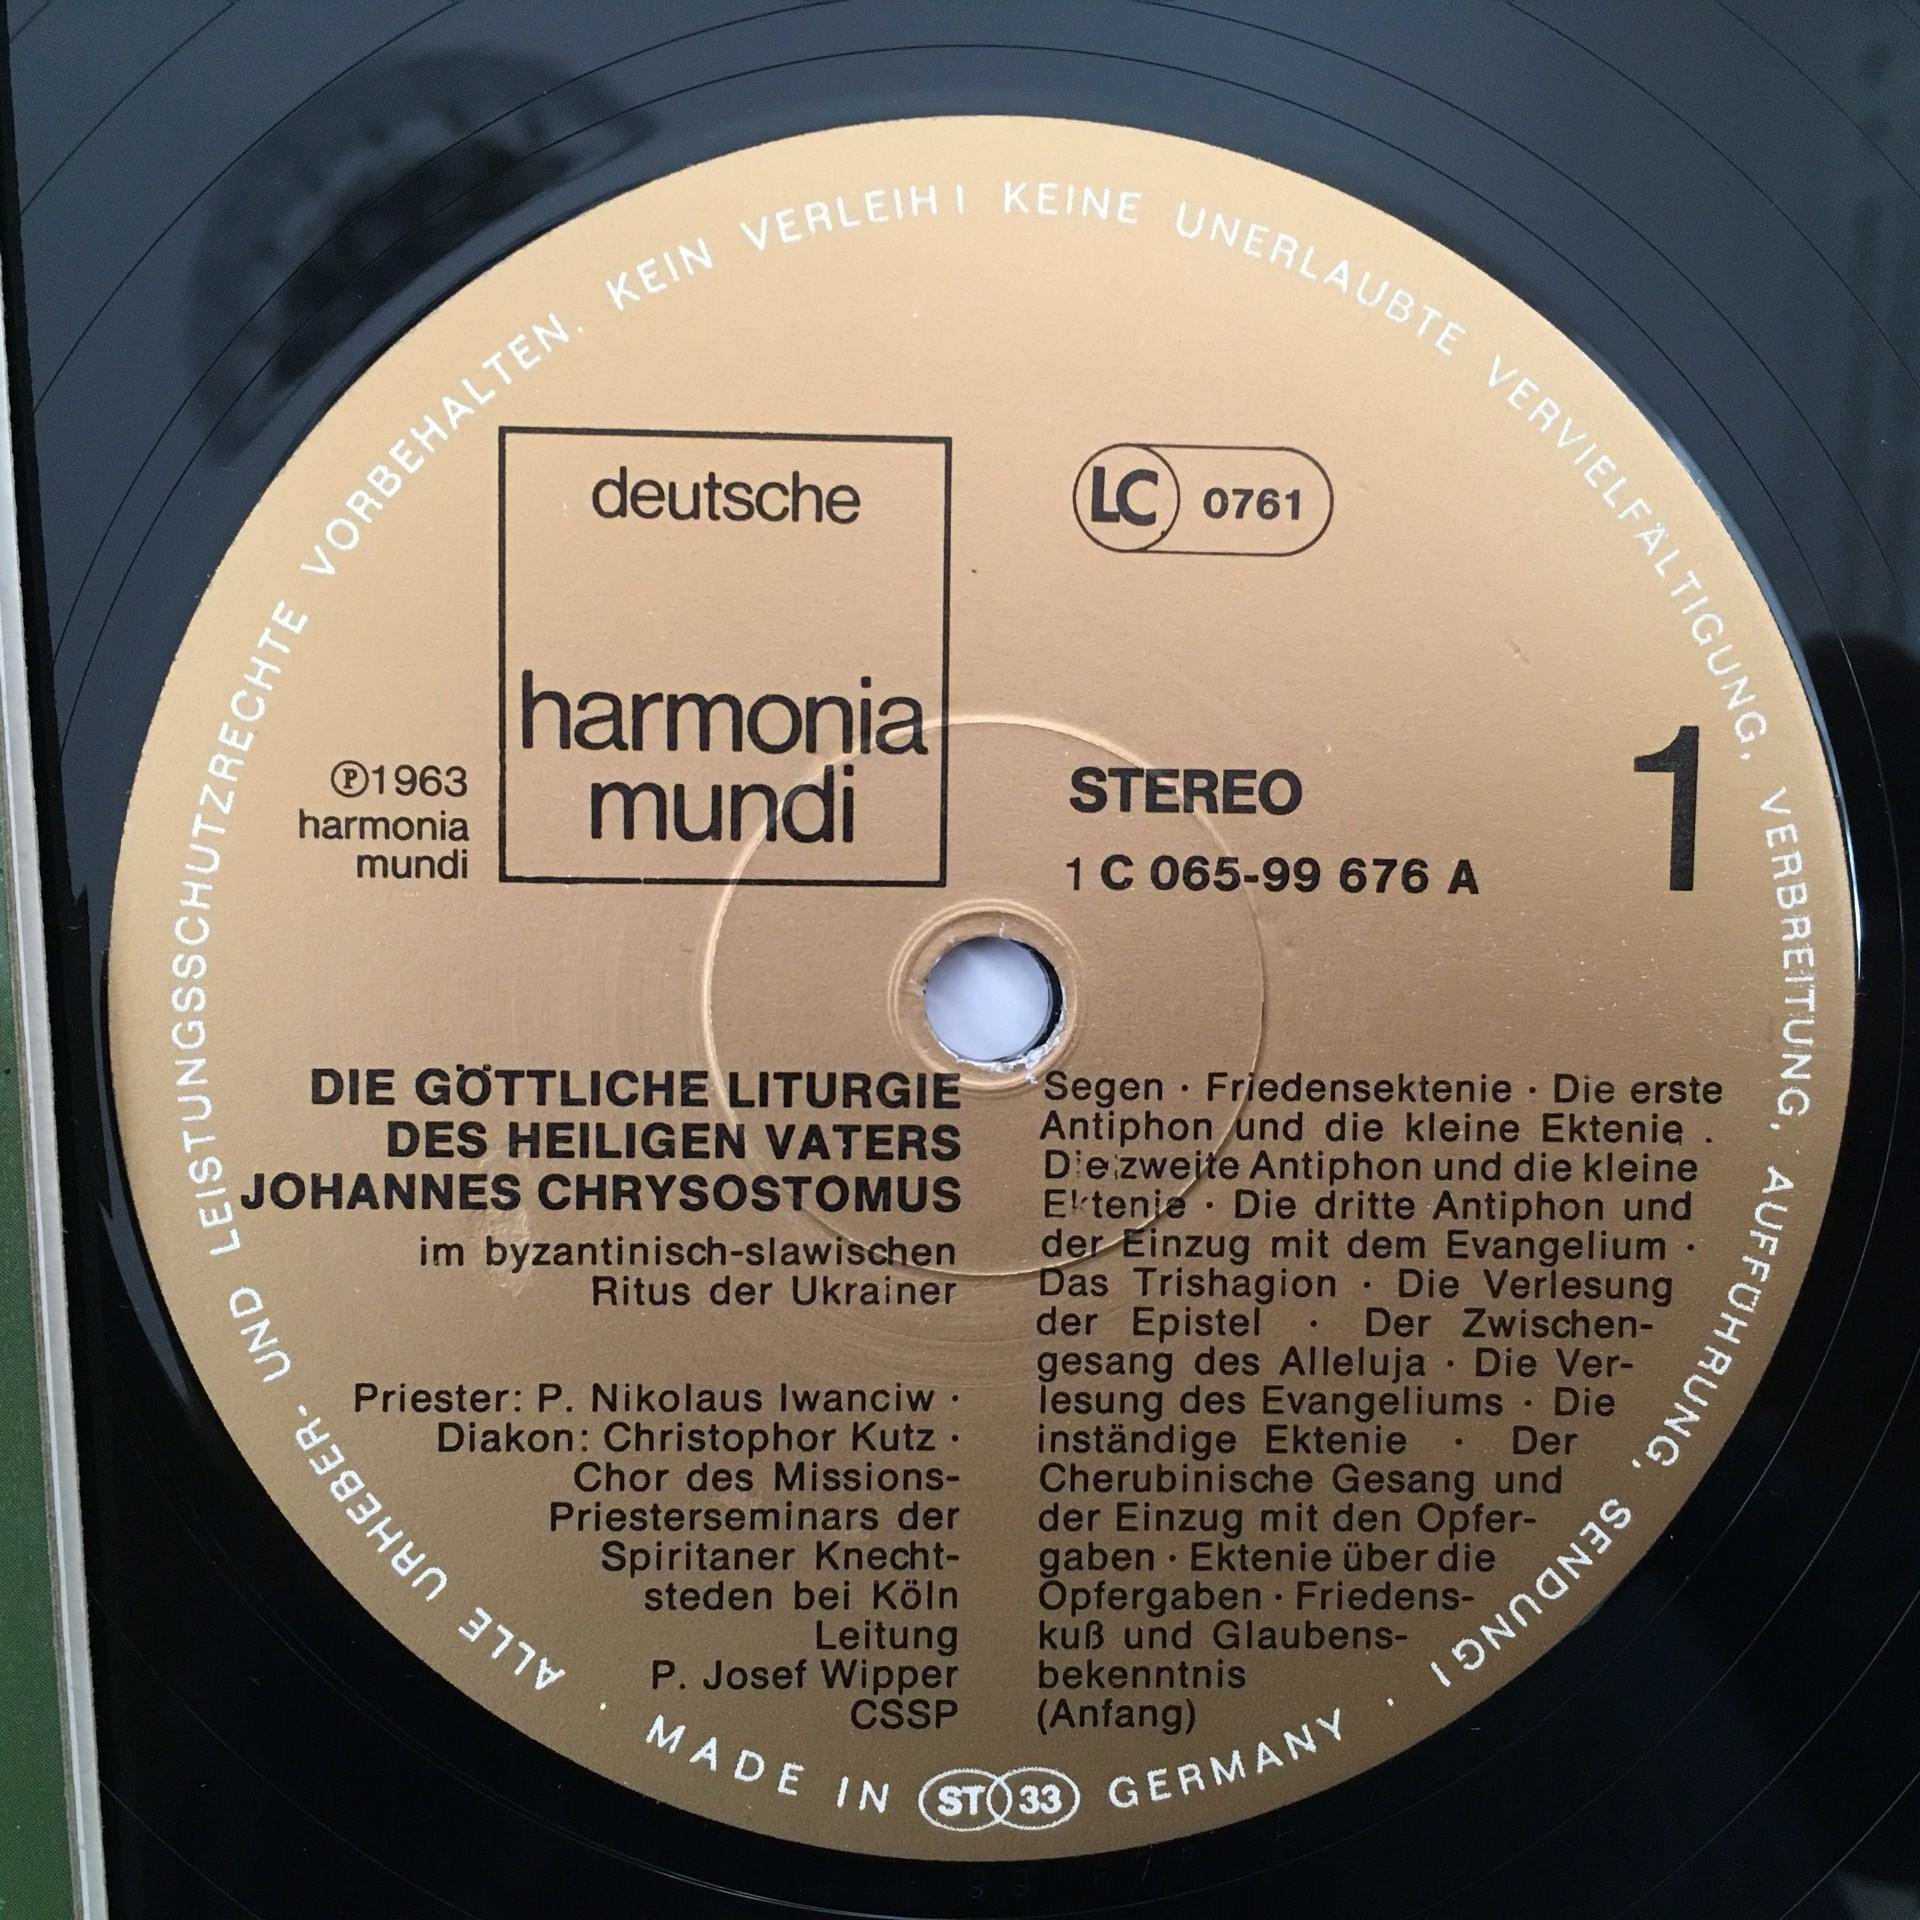 ALLE URHEBER- UND LEISTUNGSSCHUTZRECHTE VORBEHALTEN. KEIN VERLEIH! KEINE UNERLAUBTE VERVIELFÄLTIGUNG, VERBREITUNG, AUFFÜHRUNG, SENDUNG!
deutsche
harmonia
mundi
LC 0761
℗1963
harmonia
mundi
STEREO
1 C 065-99 676 A
1
DIE GÖTTLICHE LITURGIE
DES HEILIGEN VATERS
JOHANNES CHRYSOSTOMUS
im byzantinisch-slawischen
Ritus der Ukrainer
Priester: P. Nikolaus Iwanciw ·
Diakon: Christophor Kutz ·
Chor des Missions-
Priesterseminars der
Spiritaner Knecht-
steden bei Köln
Leitung
P. Josef Wipper
CSSP
Segen · Friedensektenie · Die erste
Antiphon und die kleine Ektenie ·
Die zweite Antiphon und die kleine
Ektenie · Die dritte Antiphon und
der Einzug mit dem Evangelium ·
Das Trishagion · Die Verlesung
der Epistel · Der Zwischen-
gesang des Alleluja · Die Ver-
lesung des Evangeliums · Die
inständige Ektenie · Der
Cherubinische Gesang und
der Einzug mit den Opfer-
gaben · Ektenie über die
Opfergaben · Friedens-
kuß und Glaubens-
bekenntnis
(Anfang)
· MADE IN ST 33 GERMANY ·